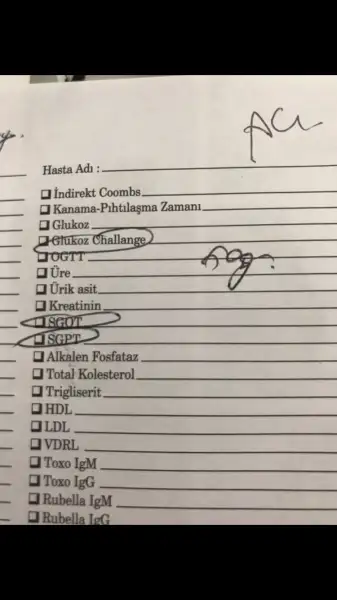 Hasta Adı :
İndirekt Coombs
Kanama-Pıhtılaşma Zamanı
Glukoz
Glukoz Challange
OGTT
50g.
Üre
Ürik asit
Kreatinin
SGOT
SGPT
Alkalen Fosfataz
Total Kolesterol
Trigliserit
HDL
LDL
VDRL
Toxo IgM
Toxo IgG
Rubella IgM
Rubella IgG